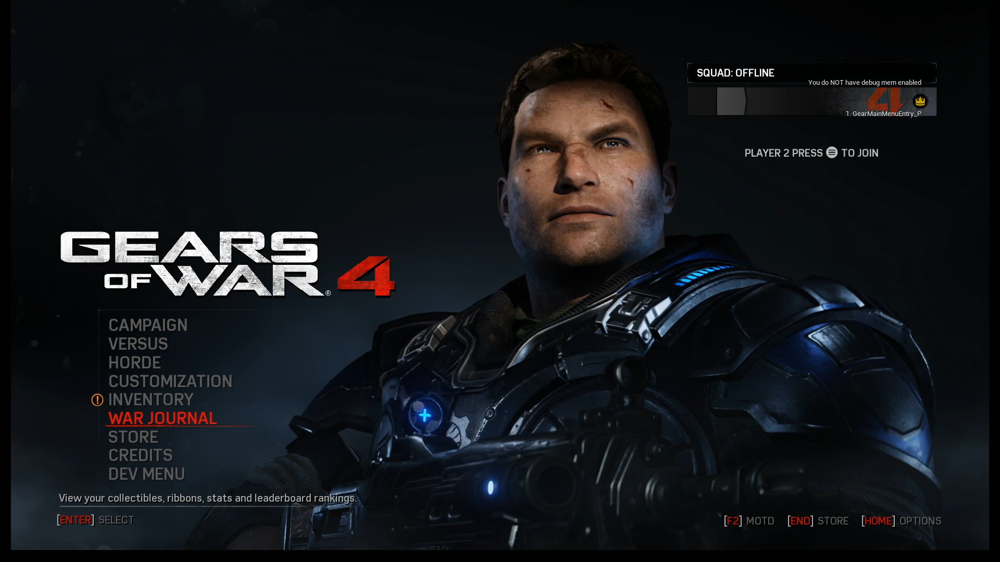 SQUAD: OFFLINE
You do NOT have debug mem enabled
4
1. GearMainMenuEntry_P
PLAYER 2 PRESS TO JOIN
GEARS
OF WAR® 4
CAMPAIGN
VERSUS
HORDE
CUSTOMIZATION
INVENTORY
WAR JOURNAL
STORE
CREDITS
DEV MENU
View your collectibles, ribbons, stats and leaderboard rankings.
[ENTER] SELECT
[F2] MOTD [END] STORE [HOME] OPTIONS